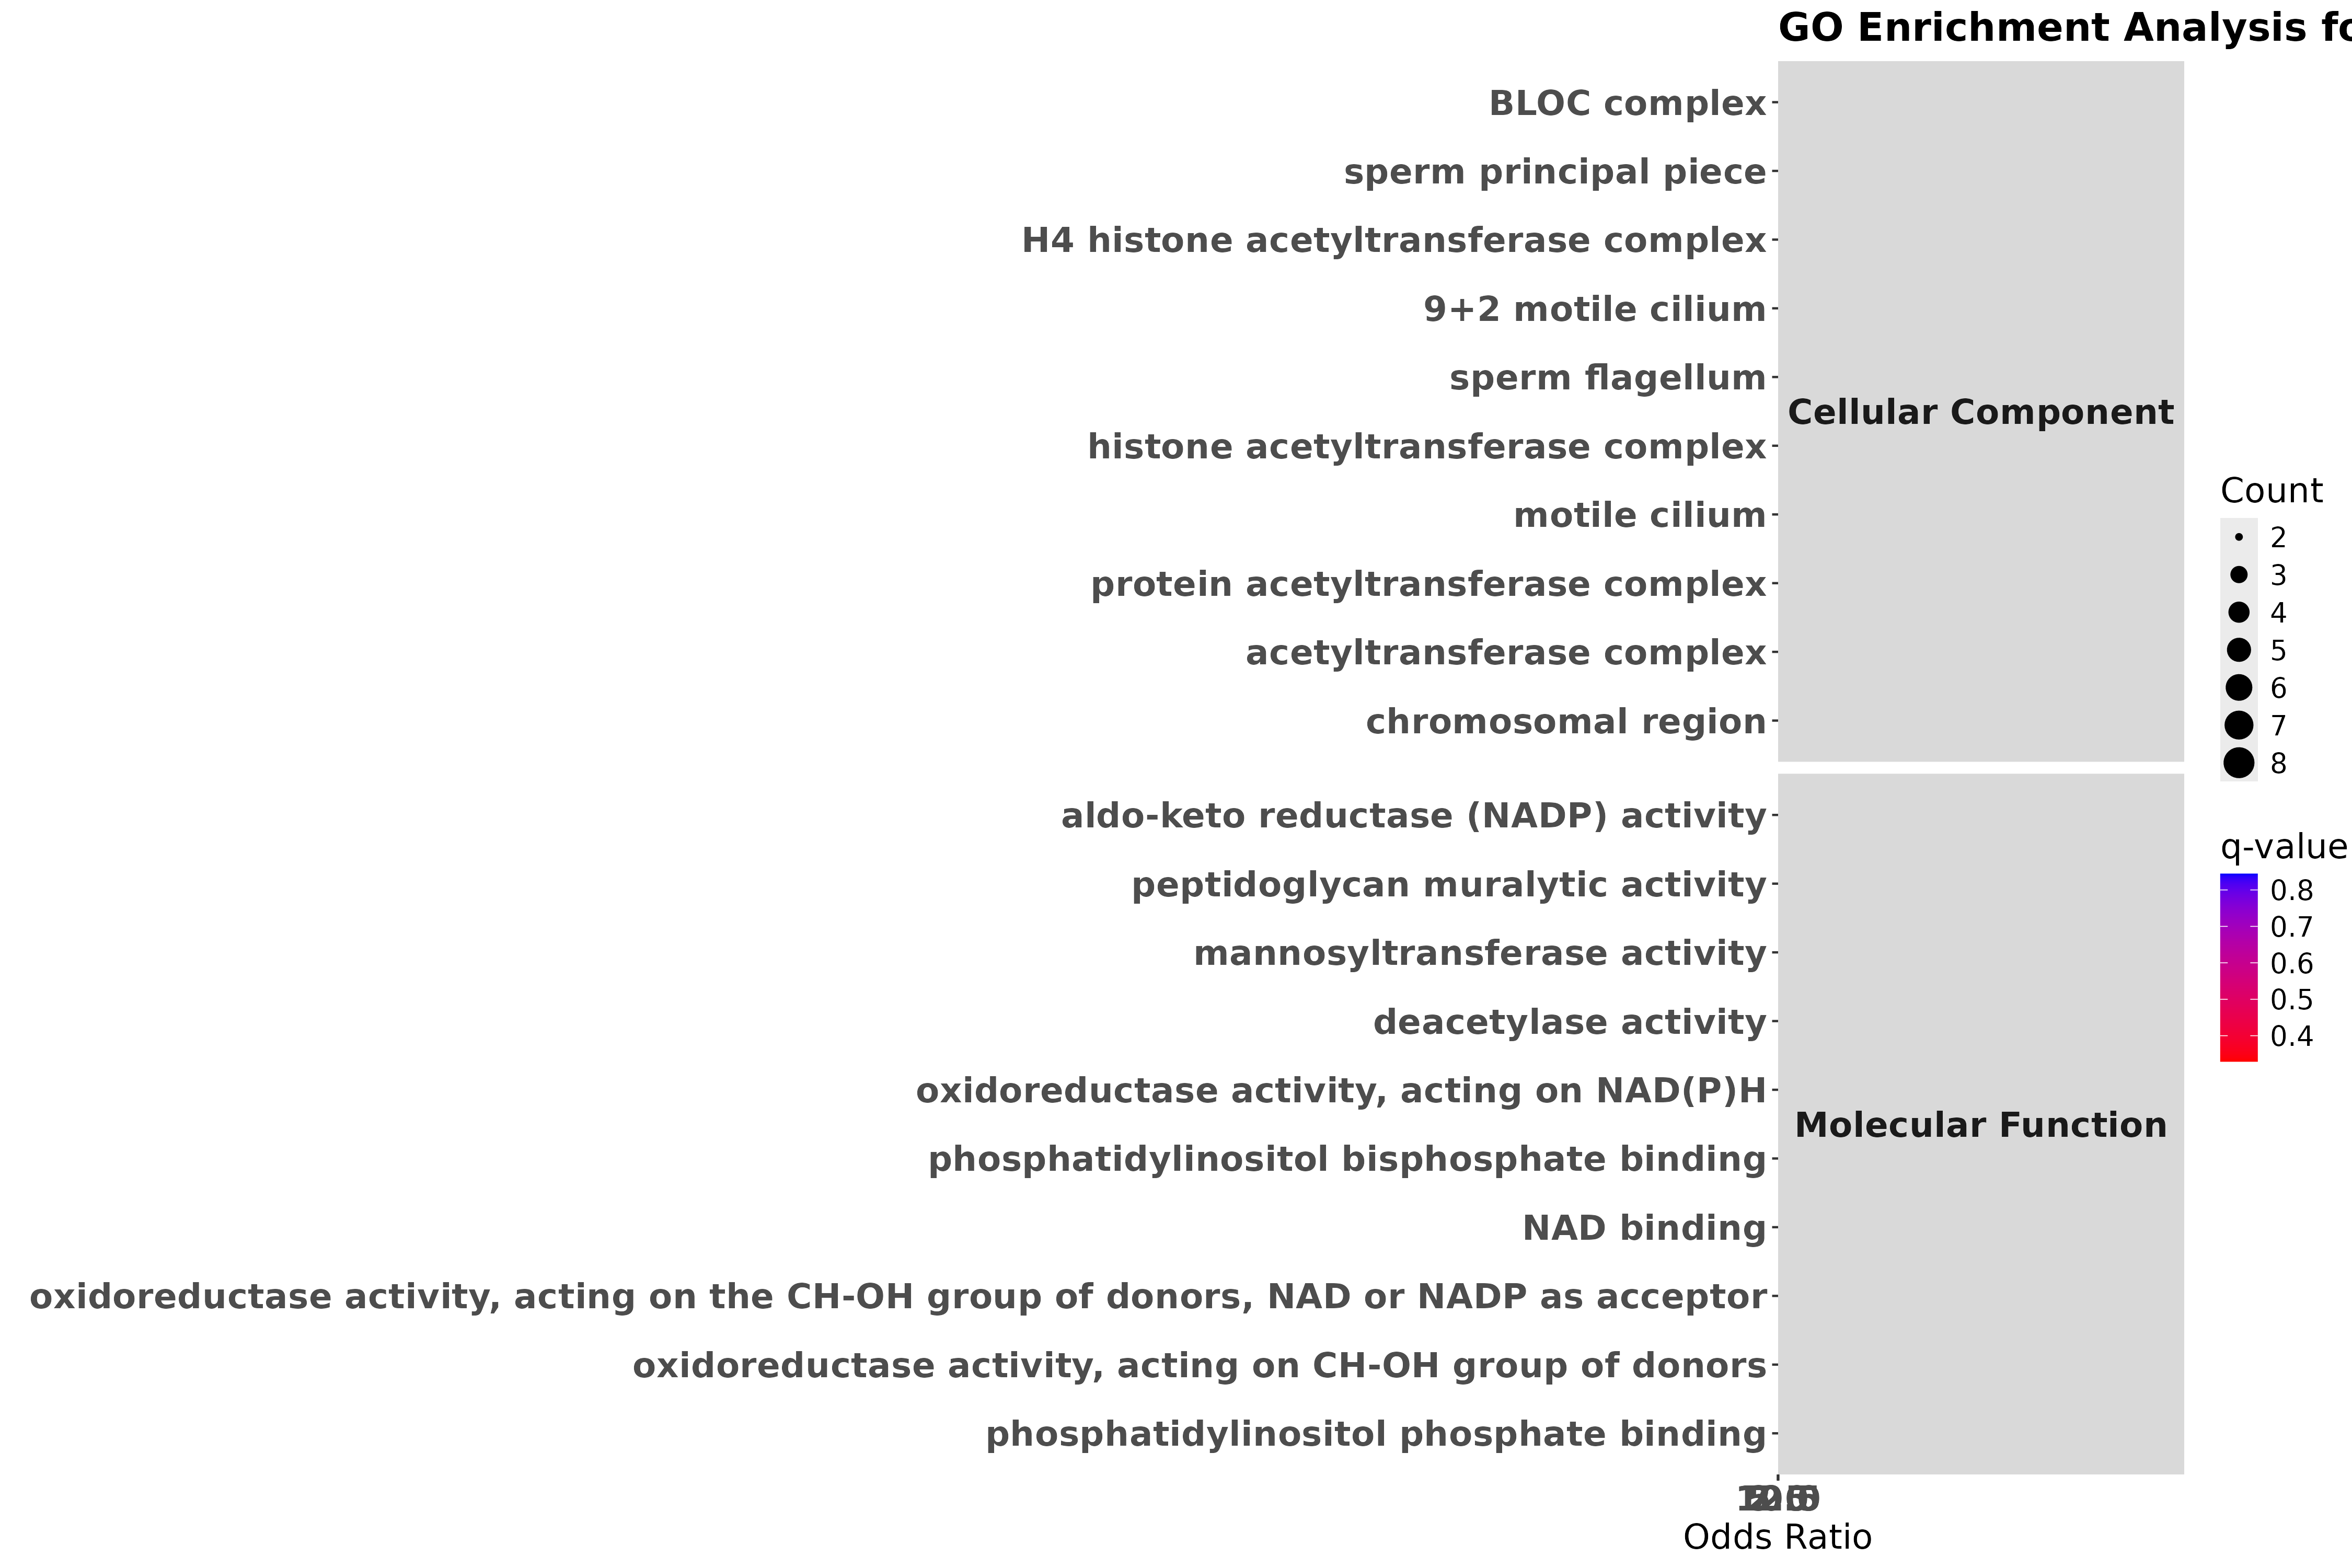 GO Enrichment Analysis fo
BLOC complex
sperm principal piece
H4 histone acetyltransferase complex
9+2 motile cilium
sperm flagellum
histone acetyltransferase complex
motile cilium
protein acetyltransferase complex
acetyltransferase complex
chromosomal region
Cellular Component
aldo-keto reductase (NADP) activity
peptidoglycan muralytic activity
mannosyltransferase activity
deacetylase activity
oxidoreductase activity, acting on NAD(P)H
phosphatidylinositol bisphosphate binding
NAD binding
oxidoreductase activity, acting on the CH-OH group of donors, NAD or NADP as acceptor
oxidoreductase activity, acting on CH-OH group of donors
phosphatidylinositol phosphate binding
Molecular Function
Odds Ratio
Count
2
3
4
5
6
7
8
q-value
0.8
0.7
0.6
0.5
0.4